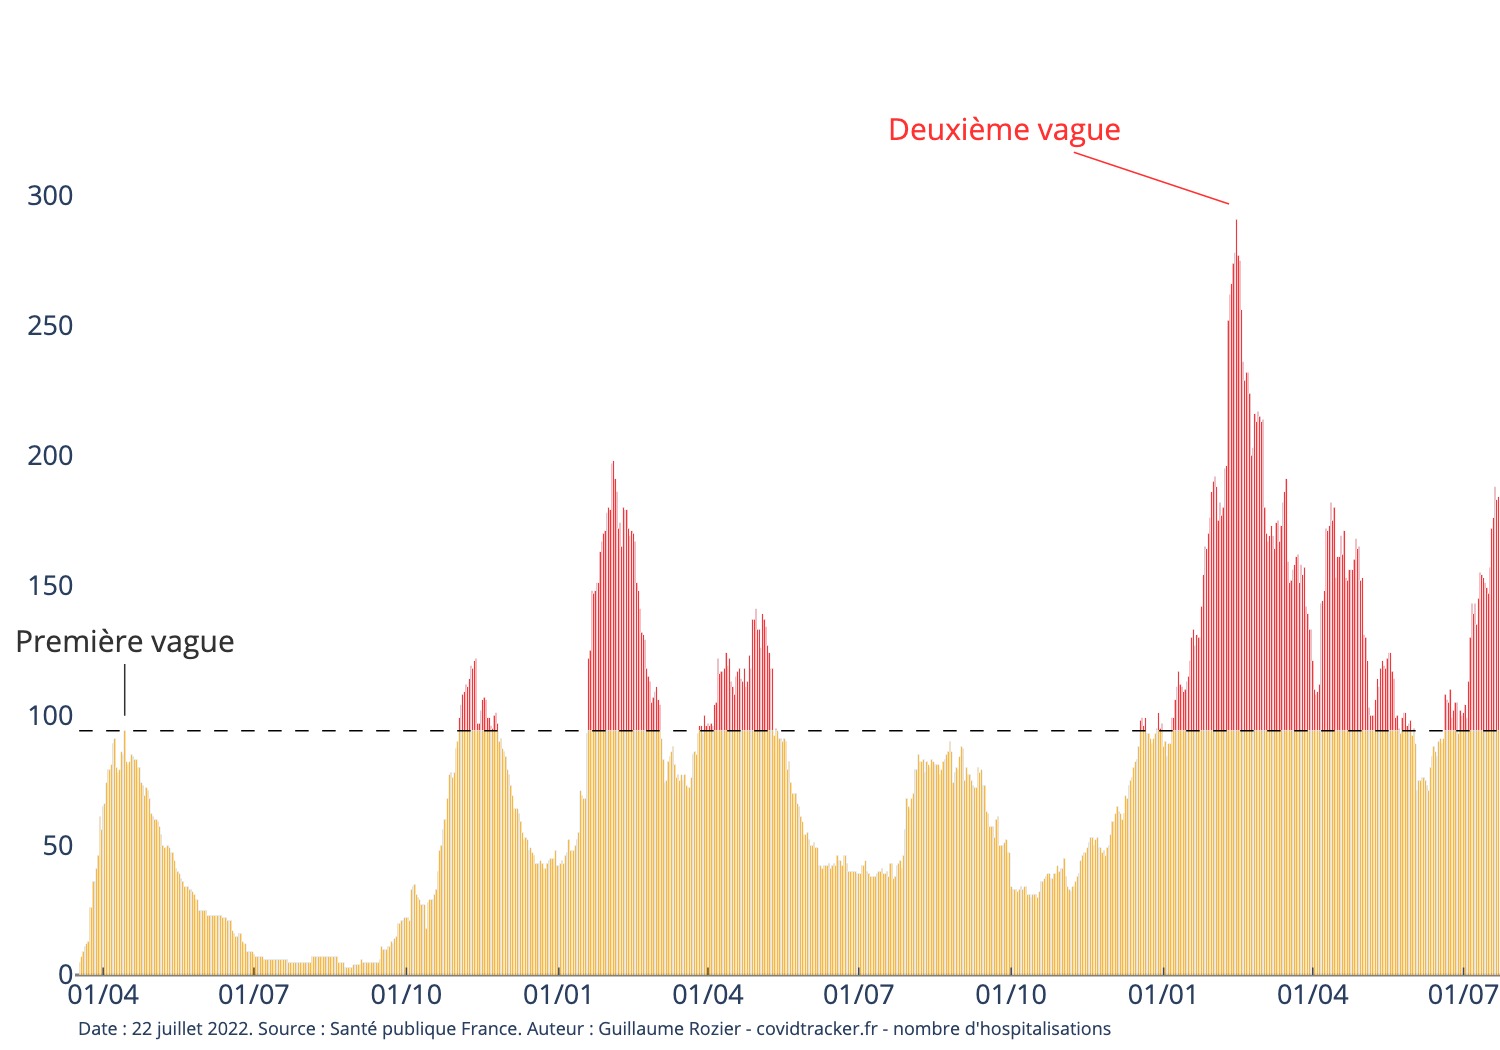 Deuxième vague
300
250
200
150
Première vague
100
50
0
01/04 01/07 01/10 01/01 01/04 01/07 01/10 01/01 01/04 01/07
Date : 22 juillet 2022. Source : Santé publique France. Auteur : Guillaume Rozier - covidtracker.fr - nombre d'hospitalisations